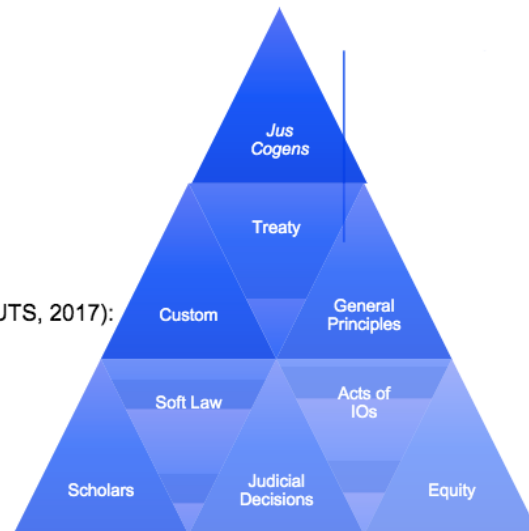 Jus
Cogens
Treaty
UTS, 2017):
Custom
General
Principles
Soft Law
Acts of
IOs
Scholars
Judicial
Decisions
Equity